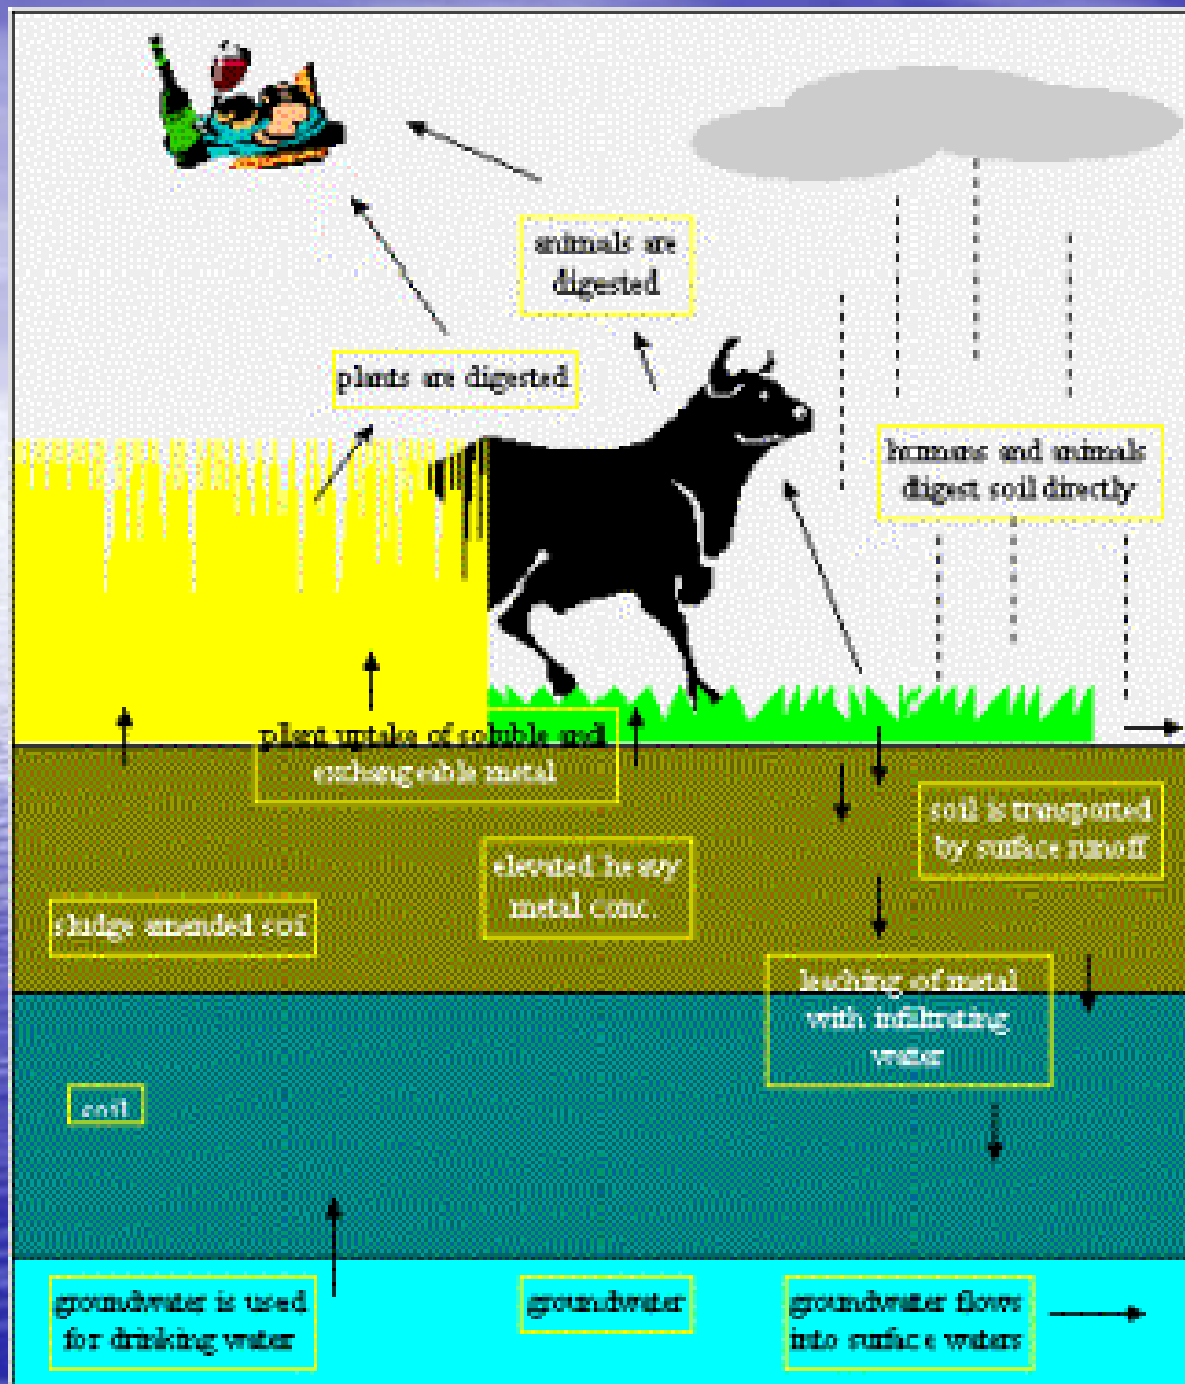 animals are
digested
plants are digested
humans and animals
digest soil directly
plant uptake of soluble and
exchangeable metal
soil is transported
by surface runoff
elevated heavy
metal conc.
sludge amended soil
leaching of metal
with infiltrating
water
soil
groundwater is used
for drinking water
groundwater
groundwater flows
into surface waters